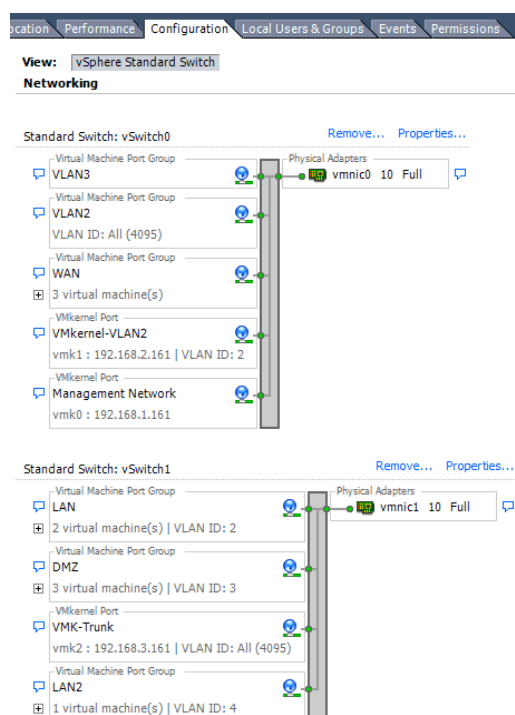 ocation Performance Configuration Local Users & Groups Events Permissions
View: vSphere Standard Switch
Networking
Standard Switch: vSwitch0 Remove... Properties...
Virtual Machine Port Group Physical Adapters
VLAN3 vmnic0 10 Full
Virtual Machine Port Group
VLAN2
VLAN ID: All (4095)
Virtual Machine Port Group
WAN
3 virtual machine(s)
VMkernel Port
VMkernel-VLAN2
vmk1 : 192.168.2.161 | VLAN ID: 2
VMkernel Port
Management Network
vmk0 : 192.168.1.161
Standard Switch: vSwitch1 Remove... Properties...
Virtual Machine Port Group Physical Adapters
LAN vmnic1 10 Full
2 virtual machine(s) | VLAN ID: 2
Virtual Machine Port Group
DMZ
3 virtual machine(s) | VLAN ID: 3
VMkernel Port
VMK-Trunk
vmk2 : 192.168.3.161 | VLAN ID: All (4095)
Virtual Machine Port Group
LAN2
1 virtual machine(s) | VLAN ID: 4